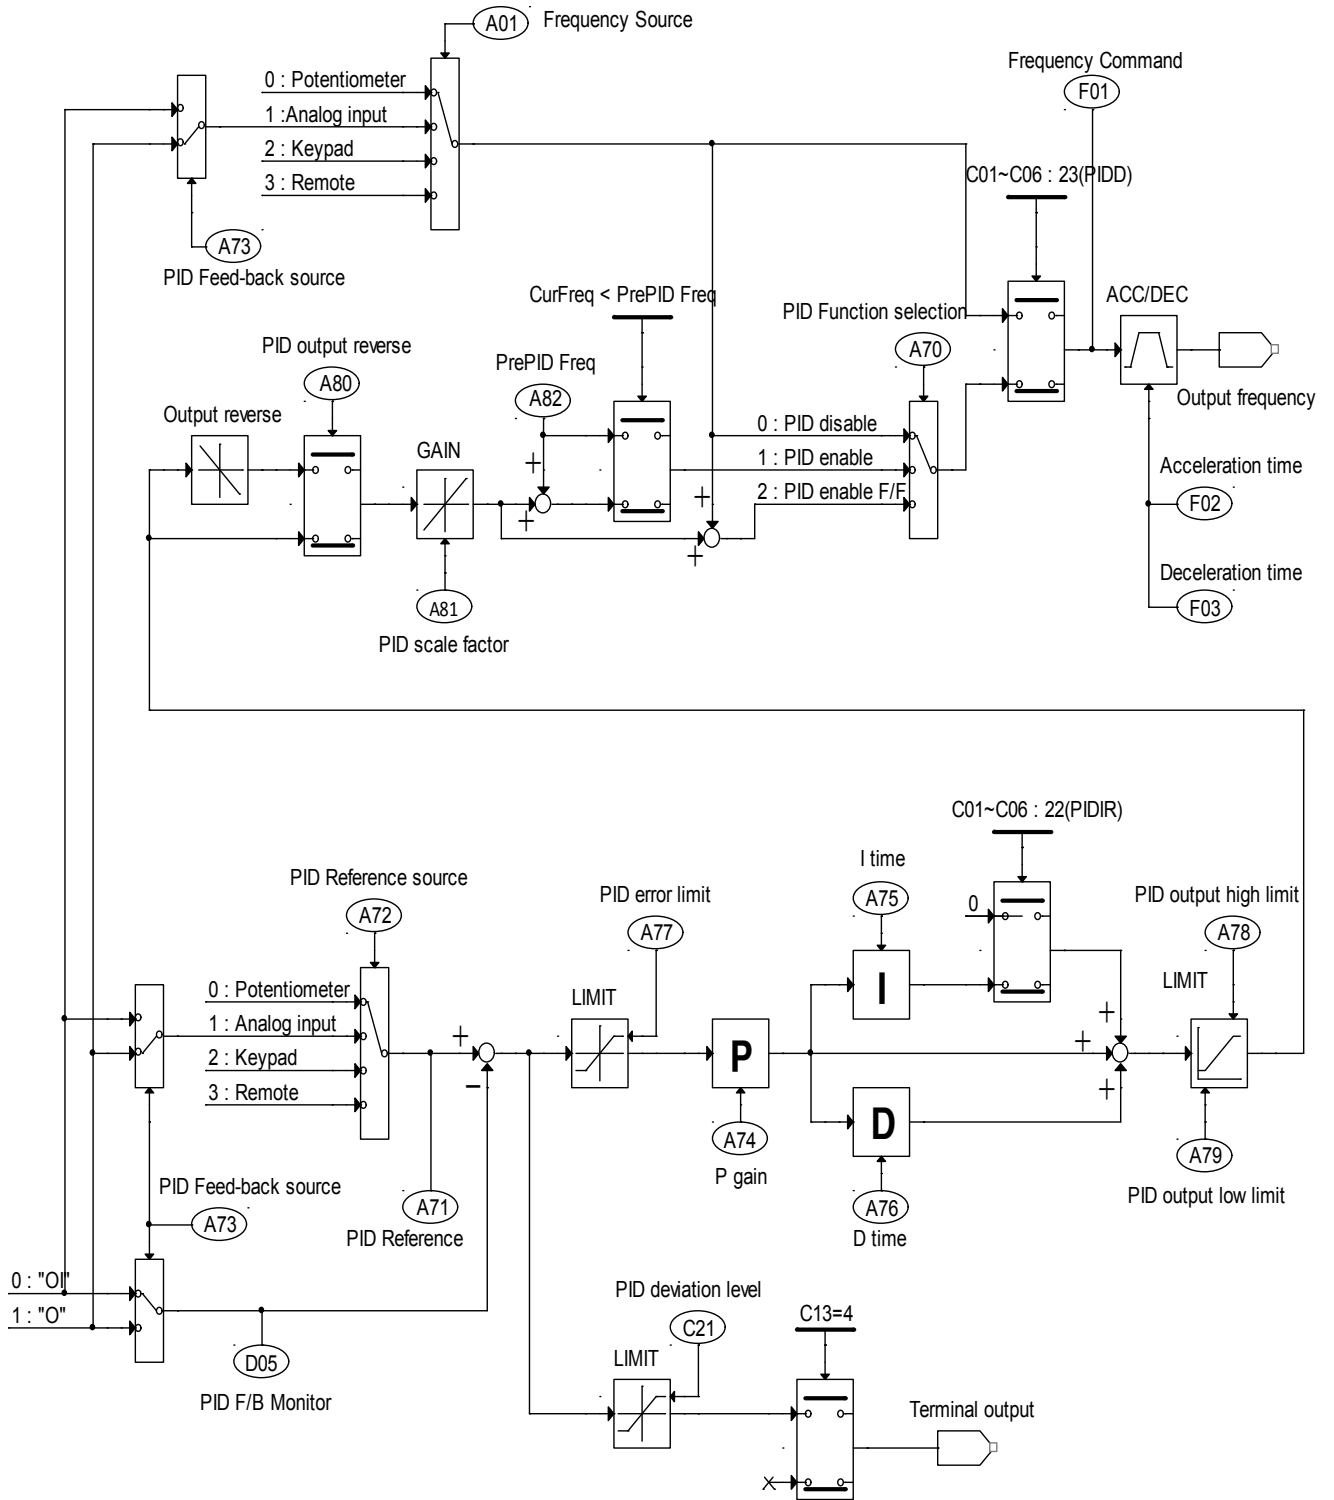 A01 Frequency Source
0 : Potentiometer
1 :Analog input
2 : Keypad
3 : Remote
A73
PID Feed-back source
Frequency Command
F01
C01~C06 : 23(PIDD)
ACC/DEC
Output frequency
Acceleration time
F02
Deceleration time
F03
CurFreq < PrePID Freq
PID Function selection
A70
PID output reverse
A80
PrePID Freq
A82
Output reverse
GAIN
0 : PID disable
1 : PID enable
2 : PID enable F/F
+
+
+
+
A81
PID scale factor
C01~C06 : 22(PIDIR)
I time
A75
0
PID Reference source
A72
PID error limit
A77
PID output high limit
A78
LIMIT
LIMIT
0 : Potentiometer
1 : Analog input
2 : Keypad
3 : Remote
+
−
P
I
D
+
+
+
A74
P gain
A76
D time
A79
PID output low limit
PID Feed-back source
A73
A71
PID Reference
0 : "OI"
1 : "O"
D05
PID F/B Monitor
PID deviation level
C21
LIMIT
C13=4
Terminal output